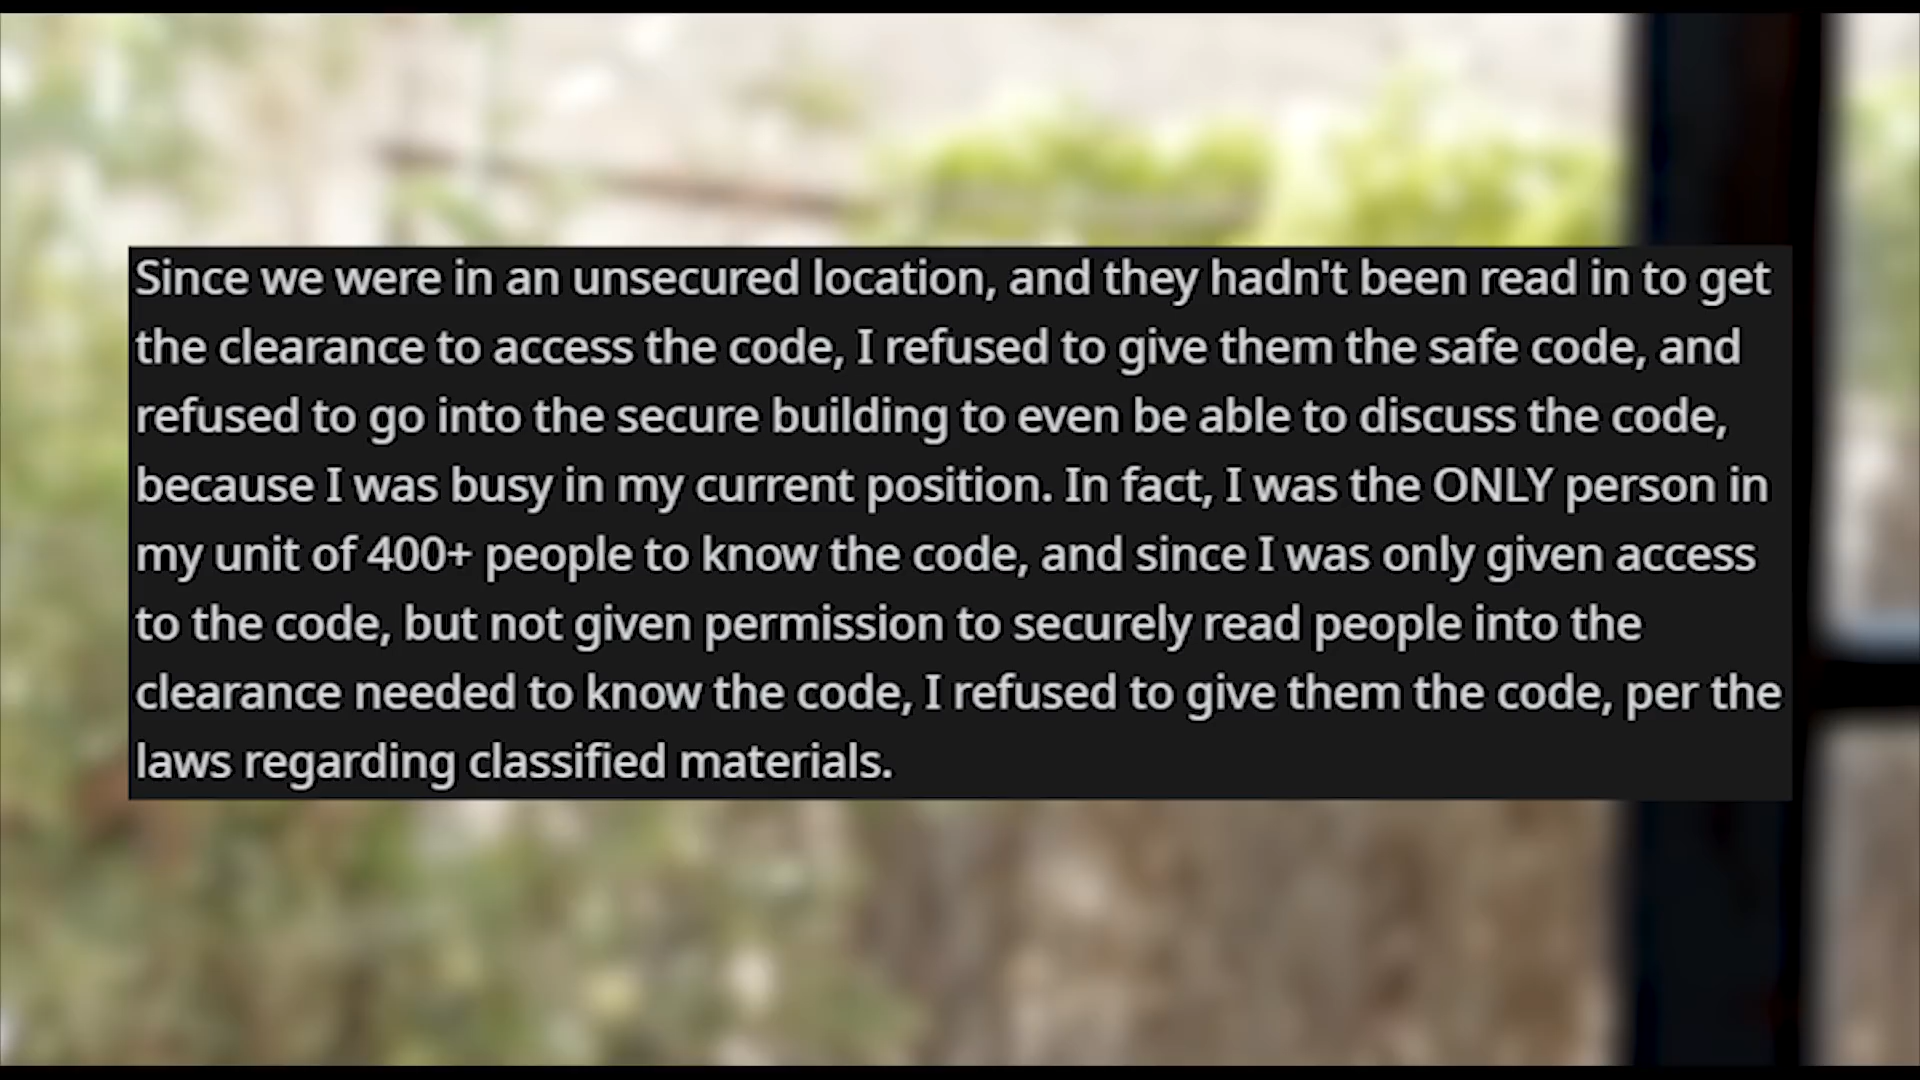 Since we were in an unsecured location, and they hadn't been read in to get
the clearance to access the code, I refused to give them the safe code, and
refused to go into the secure building to even be able to discuss the code,
because I was busy in my current position. In fact, I was the ONLY person in
my unit of 400+ people to know the code, and since I was only given access
to the code, but not given permission to securely read people into the
clearance needed to know the code, I refused to give them the code, per the
laws regarding classified materials.